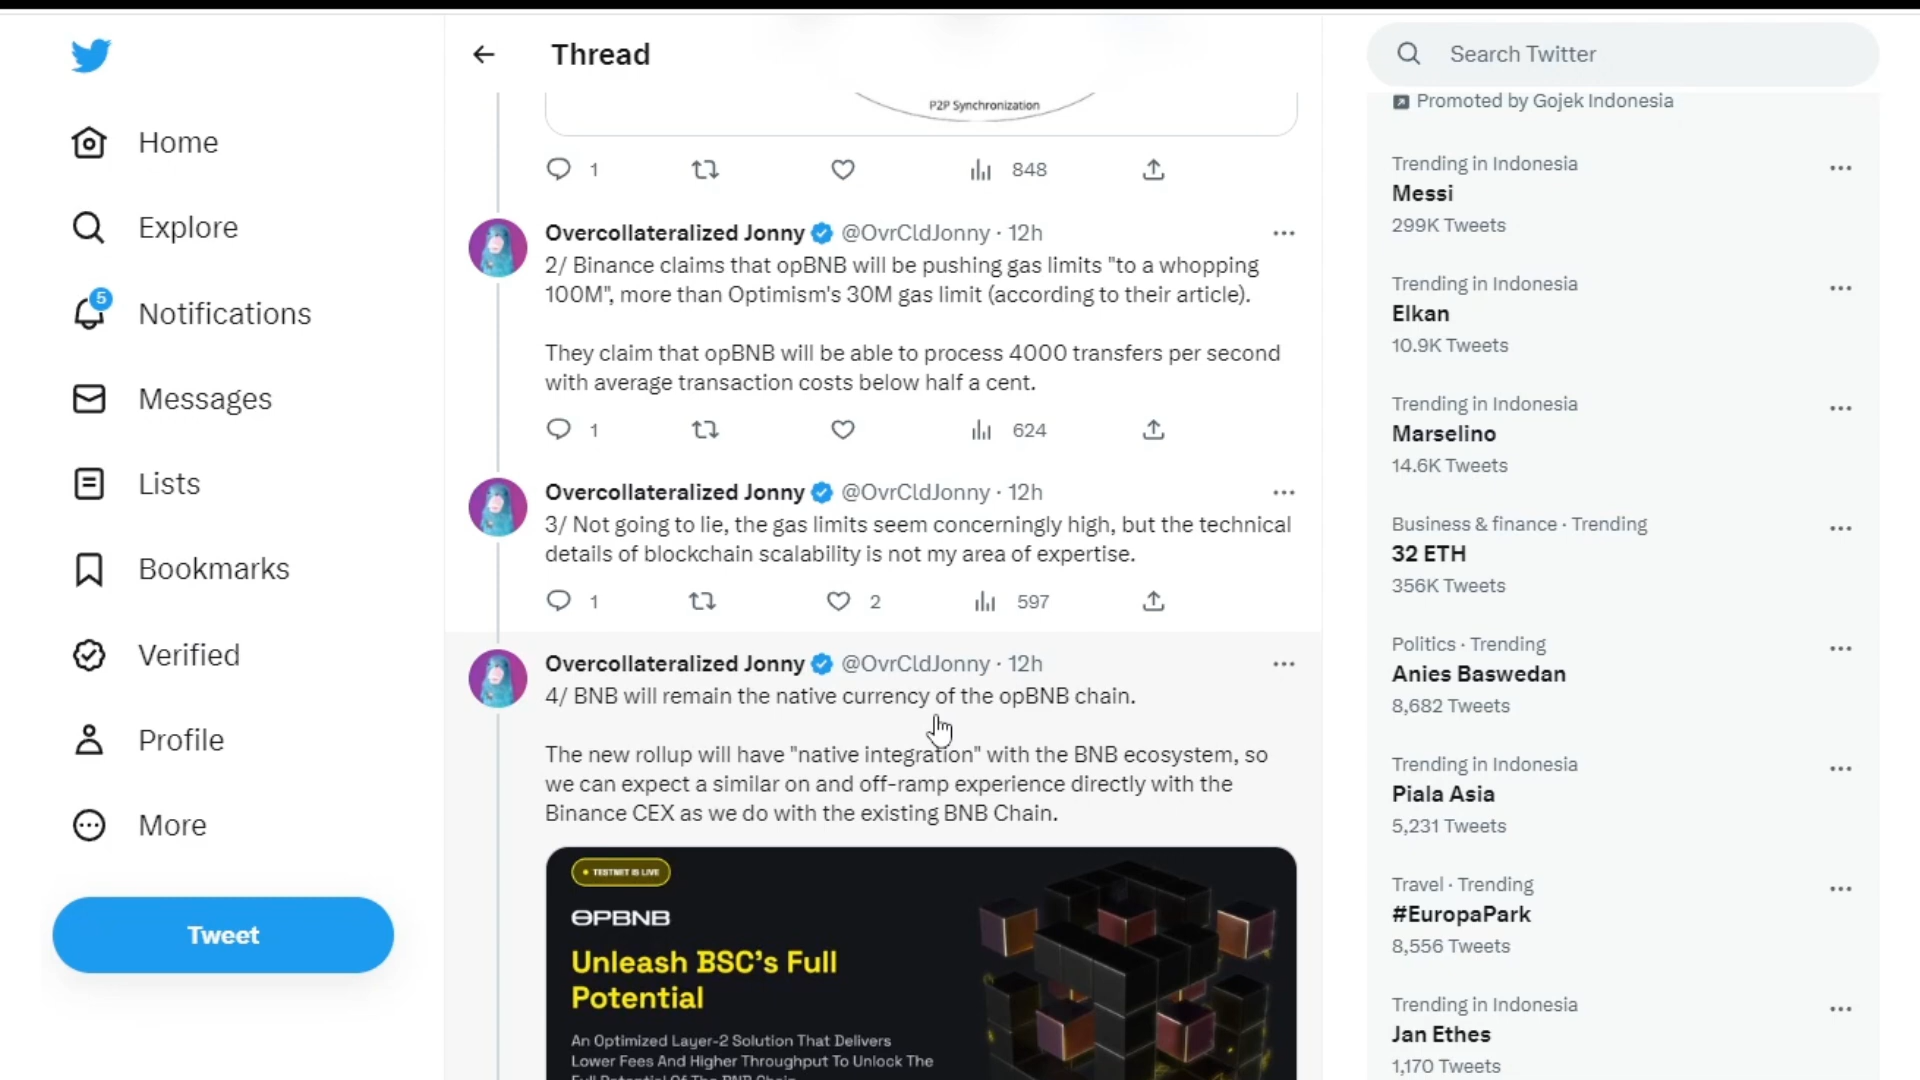 Home
Explore
5
Notifications
Messages
Lists
Bookmarks
Verified
Profile
More
Tweet
Thread
P2P Synchronization
1
848
Overcollateralized Jonny @OvrCldJonny · 12h
2/ Binance claims that opBNB will be pushing gas limits "to a whopping
100M", more than Optimism's 30M gas limit (according to their article).
They claim that opBNB will be able to process 4000 transfers per second
with average transaction costs below half a cent.
1
624
Overcollateralized Jonny @OvrCldJonny · 12h
3/ Not going to lie, the gas limits seem concerningly high, but the technical
details of blockchain scalability is not my area of expertise.
1
2
597
Overcollateralized Jonny @OvrCldJonny · 12h
4/ BNB will remain the native currency of the opBNB chain.
The new rollup will have "native integration" with the BNB ecosystem, so
we can expect a similar on and off-ramp experience directly with the
Binance CEX as we do with the existing BNB Chain.
TESTNET IS LIVE
OPBNB
Unleash BSC's Full
Potential
An Optimized Layer-2 Solution That Delivers
Lower Fees And Higher Throughput To Unlock The
Full Potential Of The BNB Chain
Search Twitter
Promoted by Gojek Indonesia
Trending in Indonesia
Messi
299K Tweets
Trending in Indonesia
Elkan
10.9K Tweets
Trending in Indonesia
Marselino
14.6K Tweets
Business & finance · Trending
32 ETH
356K Tweets
Politics · Trending
Anies Baswedan
8,682 Tweets
Trending in Indonesia
Piala Asia
5,231 Tweets
Travel · Trending
#EuropaPark
8,556 Tweets
Trending in Indonesia
Jan Ethes
1,170 Tweets